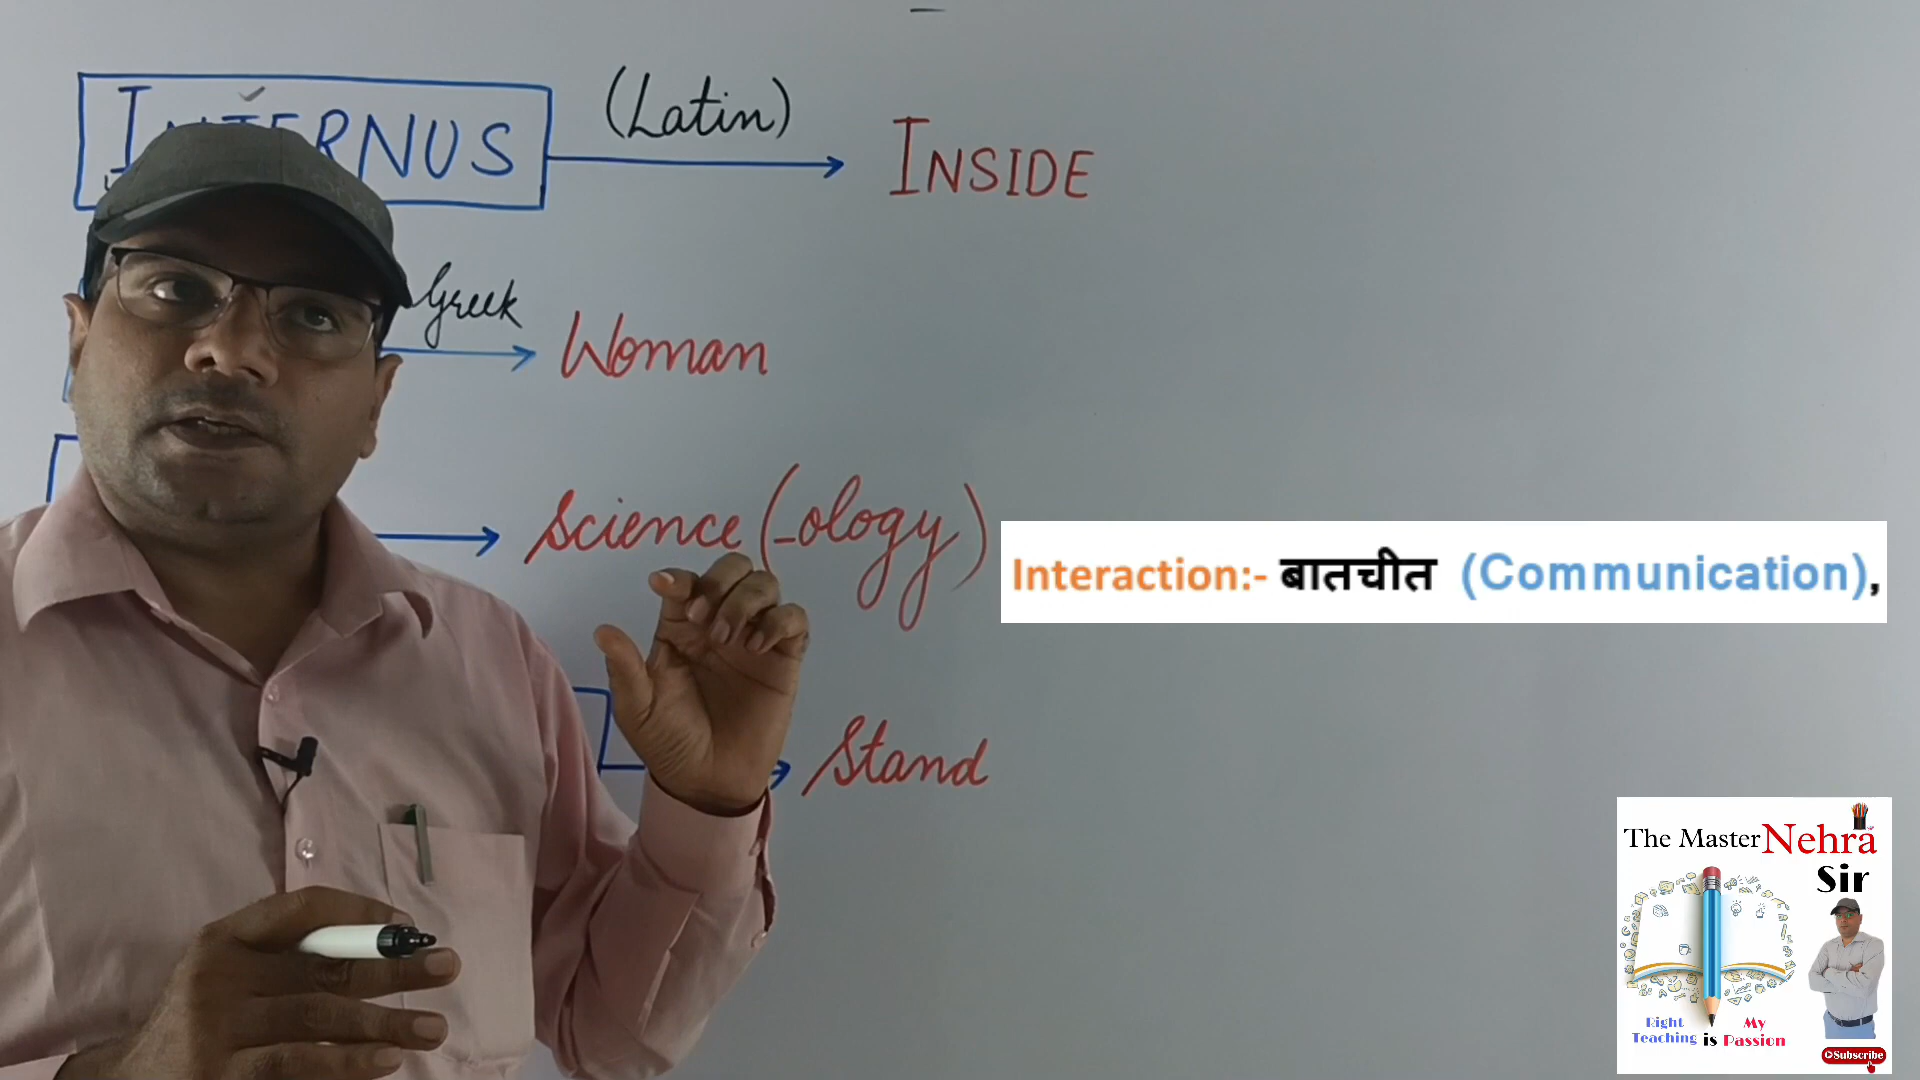 INTERNUS (Latin) INSIDE
Greek Woman
Science (-ology)
Interaction:- बातचीत (Communication),
Stand
The Master Nehra
Sir
Right My
Teaching is Passion
Subscribe